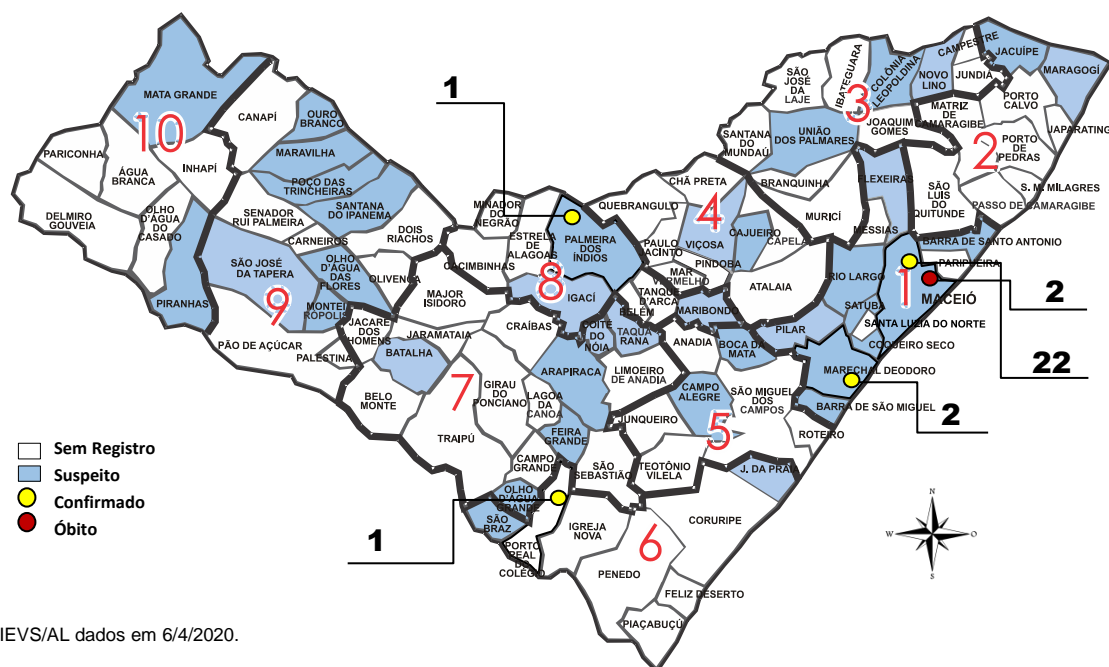 MATA GRANDE
10
CANAPÍ
OURO
BRANCO
MARAVILHA
PARICONHA
ÁGUA
BRANCA
INHAPÍ
POÇO DAS
TRINCHEIRAS
SANTANA
DO IPANEMA
DELMIRO
GOUVEIA
OLHO
D'AGUA
DO
CASADO
SENADOR
RUI PALMEIRA
CARNEIROS
DOIS
RIACHOS
PIRANHAS
SÃO JOSÉ
DA TAPERA
9
OLHO
D'ÁGUA
DAS
FLORES
OLIVENÇA
MONTEI
RÓPOLIS
MAJOR
ISIDORO
PÃO DE AÇÚCAR
PALESTINA
JACARÉ
DOS
HOMENS
JARAMATAIA
BATALHA
BELO
MONTE
7
TRAIPÚ
GIRAU
DO
PONCIANO
CRAÍBAS
ARAPIRACA
LAGOA
DA
CANOA
FEIRA
GRANDE
CAMPO
GRANDE
OLHO
D'ÁGUA
GRANDE
SÃO
BRAZ
PORTO
REAL
DO
COLÉGIO
1
MINADOR
DO
NEGRÃO
ESTRELA
DE
ALAGOAS
CACIMBINHAS
PALMEIRA
DOS
ÍNDIOS
8
IGACÍ
COITÉ
DO
NÓIA
TAQUA
RANA
BELÉM
TANQUE
D'ARCA
MAR
VERMELHO
MARIBONDO
PAULO
JACINTO
QUEBRANGULO
CHÃ PRETA
4
VIÇOSA
CAJUEIRO
CAPELA
PINDOBA
ATALAIA
ANADIA
BOCA DA
MATA
LIMOEIRO
DE ANADIA
CAMPO
ALEGRE
SÃO MIGUEL
DOS
CAMPOS
5
JUNQUEIRO
SÃO
SEBASTIÃO
TEOTÔNIO
VILELA
J. DA PRAIA
ROTEIRO
IGREJA
NOVA
6
CORURIPE
PENEDO
FELIZ DESERTO
PIAÇABUÇÚ
1
SÃO
JOSÉ
DA
LAJE
IBATEGUARA
3
COLÔNIA
LEOPOLDINA
NOVO
LINO
CAMPESTRE
JUNDIÁ
JACUÍPE
MARAGOGÍ
SANTANA
DO
MUNDAÚ
UNIÃO
DOS PALMARES
JOAQUIM
GOMES
MATRIZ
DE
CAMARAGIBE
PORTO
CALVO
JAPARATING
2
PORTO
DE
PEDRAS
BRANQUINHA
FLEXEIRAS
SÃO
LUIS
DO
QUITUNDE
S. M. MILAGRES
PASSO DE CAMARAGIBE
MURICÍ
MESSIAS
BARRA DE SANTO ANTONIO
PARIPUEIRA
RIO LARGO
1
MACEIÓ
SATUBA
SANTA LUZIA DO NORTE
PILAR
COQUEIRO SECO
MARECHAL DEODORO
BARRA DE SÃO MIGUEL
2
22
2
Sem Registro
Suspeito
Confirmado
Óbito
N
W
O
S
IEVS/AL dados em 6/4/2020.